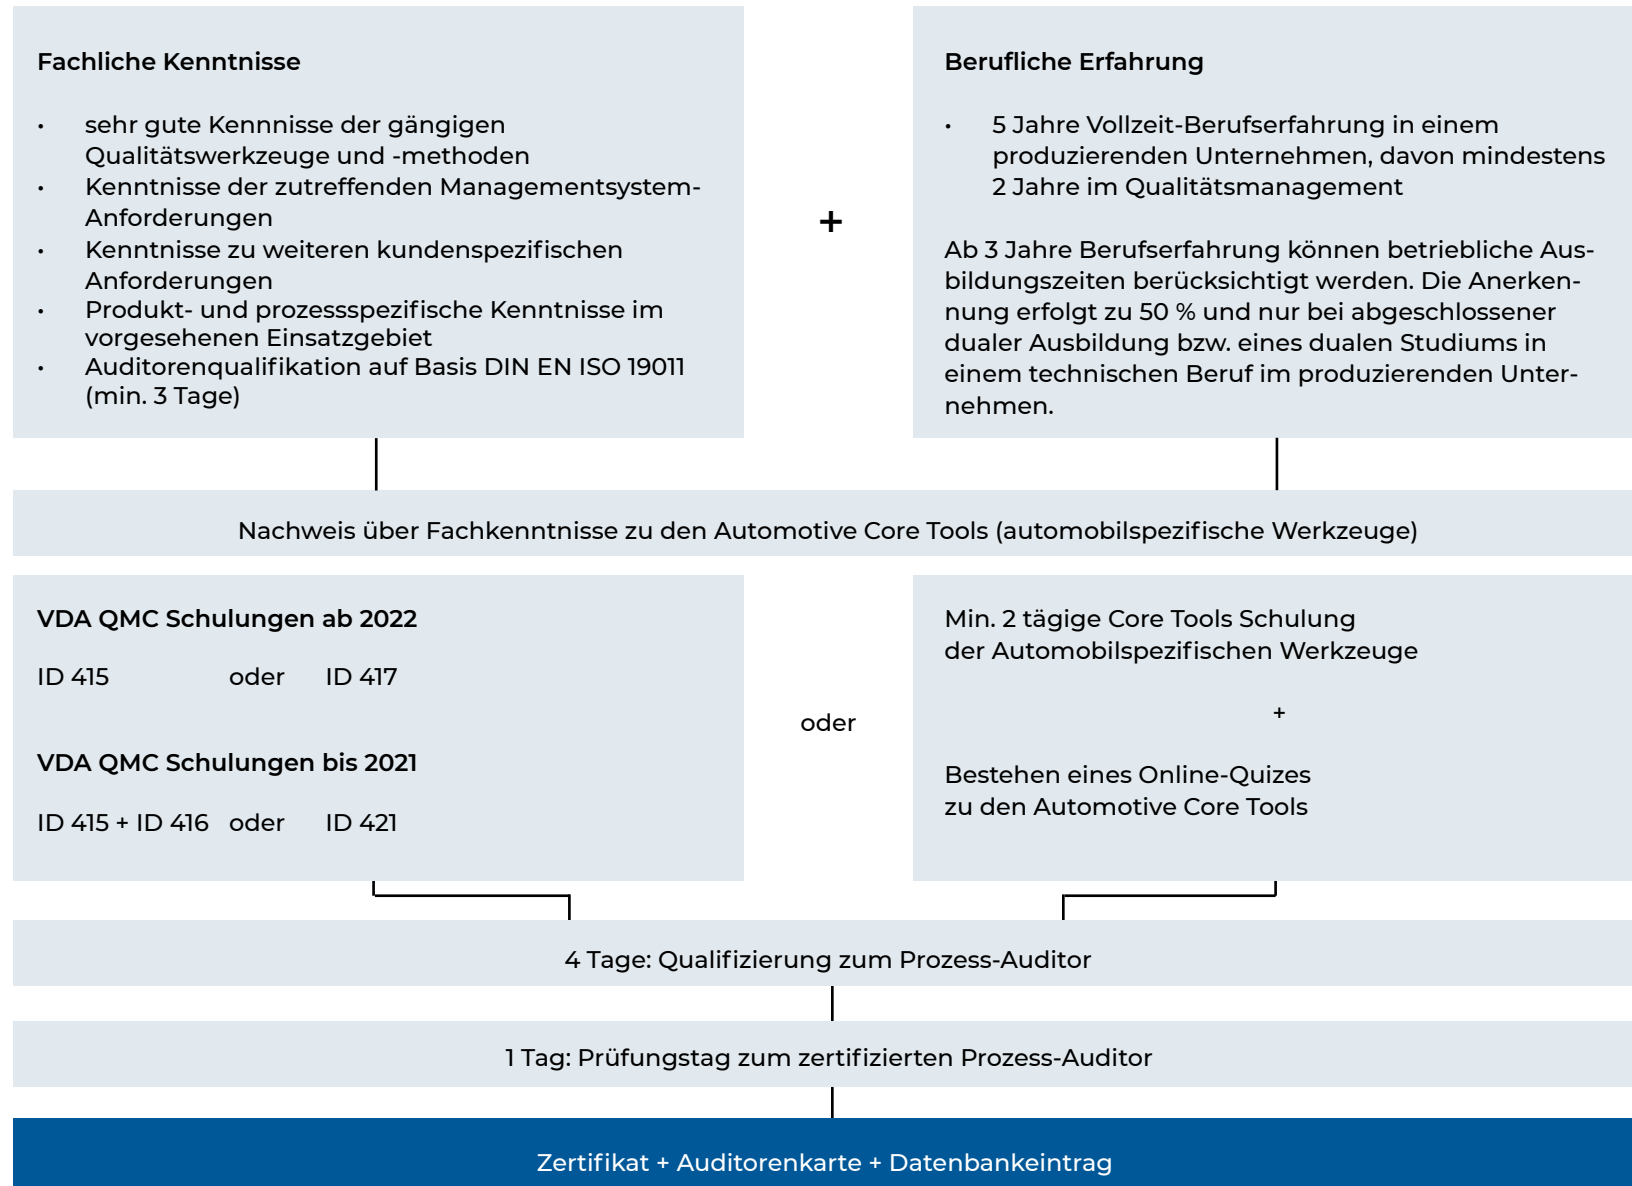 Fachliche Kenntnisse
• sehr gute Kennnisse der gängigen
Qualitätswerkzeuge und -methoden
• Kenntnisse der zutreffenden Managementsystem-
Anforderungen
• Kenntnisse zu weiteren kundenspezifischen
Anforderungen
• Produkt- und prozessspezifische Kenntnisse im
vorgesehenen Einsatzgebiet
• Auditorenqualifikation auf Basis DIN EN ISO 19011
(min. 3 Tage)
+
Berufliche Erfahrung
• 5 Jahre Vollzeit-Berufserfahrung in einem
produzierenden Unternehmen, davon mindestens
2 Jahre im Qualitätsmanagement
Ab 3 Jahre Berufserfahrung können betriebliche Aus-
bildungszeiten berücksichtigt werden. Die Anerken-
nung erfolgt zu 50 % und nur bei abgeschlossener
dualer Ausbildung bzw. eines dualen Studiums in
einem technischen Beruf im produzierenden Unter-
nehmen.
Nachweis über Fachkenntnisse zu den Automotive Core Tools (automobilspezifische Werkzeuge)
VDA QMC Schulungen ab 2022
ID 415 oder ID 417
VDA QMC Schulungen bis 2021
ID 415 + ID 416 oder ID 421
oder
Min. 2 tägige Core Tools Schulung
der Automobilspezifischen Werkzeuge
+
Bestehen eines Online-Quizes
zu den Automotive Core Tools
4 Tage: Qualifizierung zum Prozess-Auditor
1 Tag: Prüfungstag zum zertifizierten Prozess-Auditor
Zertifikat + Auditorenkarte + Datenbankeintrag